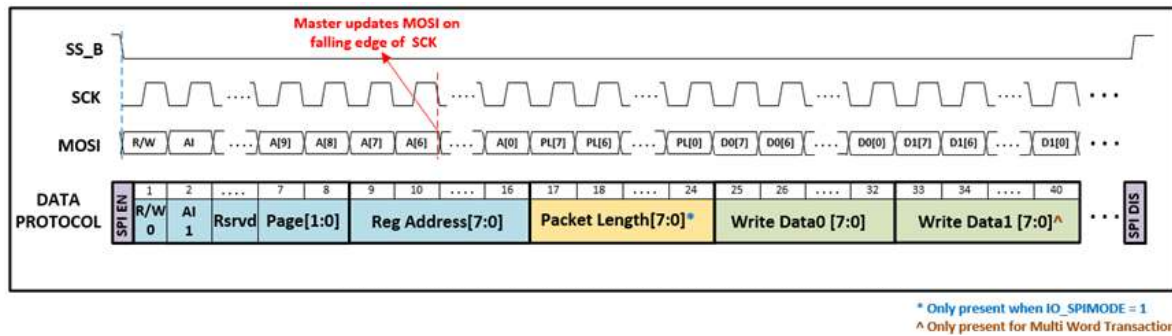 Master updates MOSI on
falling edge of SCK
SS_B
SCK
MOSI R/W AI A[9] A[8] A[7] A[6] A[0] PL[7] PL[6] PL[0] D0[7] D0[6] D0[0] D1[7] D1[6] D1[0]
1 2 .... 7 8 9 10 .... 16 17 18 .... 24 25 26 .... 32 33 34 .... 40
DATA PROTOCOL
SPI EN
R/W 0
AI 1
Rsrvd
Page[1:0]
Reg Address[7:0]
Packet Length[7:0]*
Write Data0 [7:0]
Write Data1 [7:0]^
SPI DIS
* Only present when IO_SPIMODE = 1
^ Only present for Multi Word Transaction